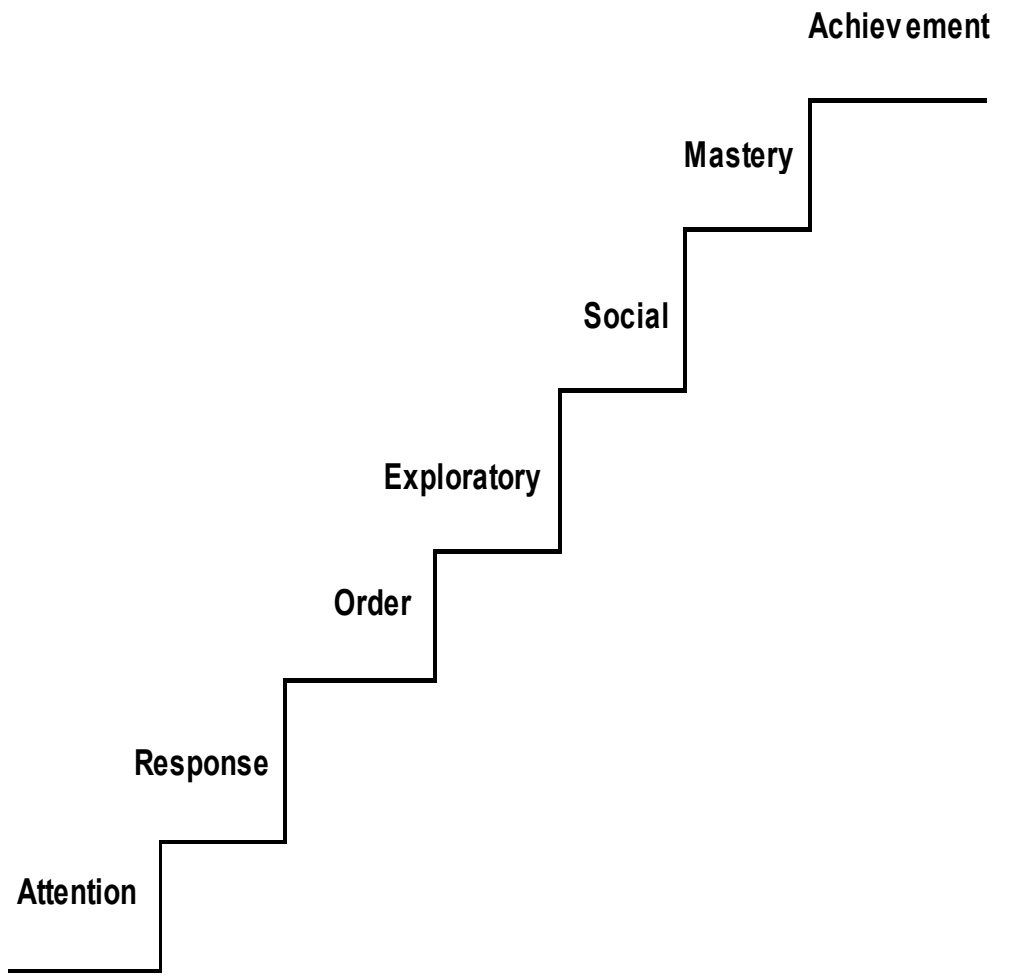 Achievement
Mastery
Social
Exploratory
Order
Response
Attention